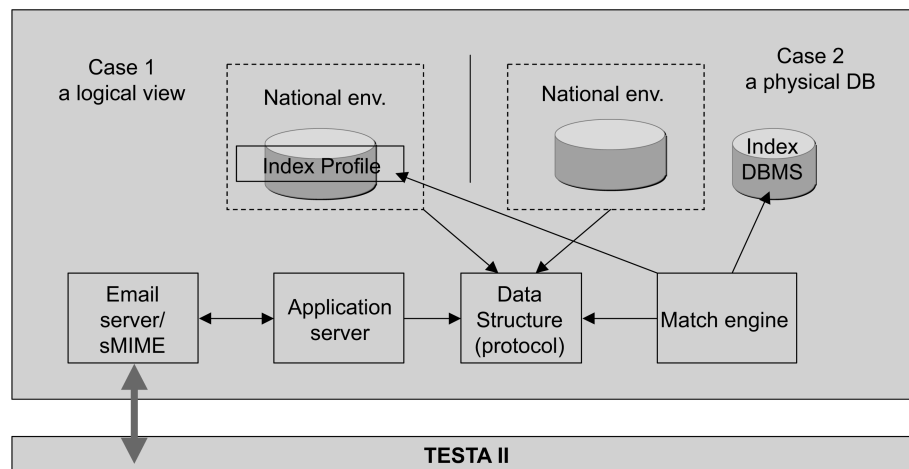 Case 1
a logical view
National env.
Index Profile
National env.
Case 2
a physical DB
Index
DBMS
Email
server/
sMIME
Application
server
Data
Structure
(protocol)
Match engine
TESTA II